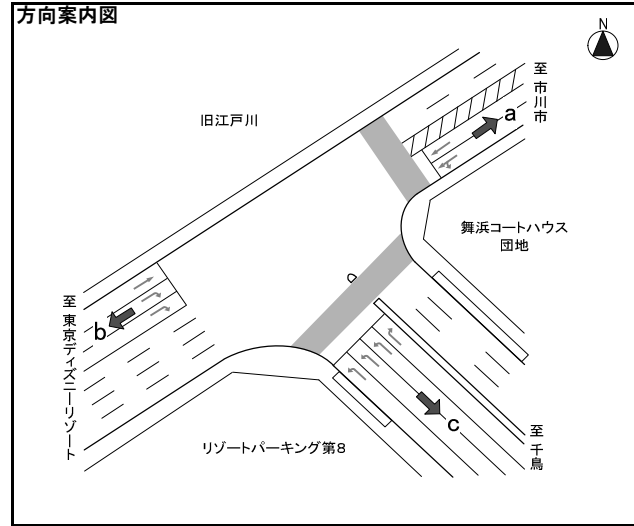 方向案内図
N
至 市川市
a
旧江戸川
舞浜コートハウス
団地
至 東京ディズニーリゾート
b
c
リゾートパーキング第8
至 千鳥